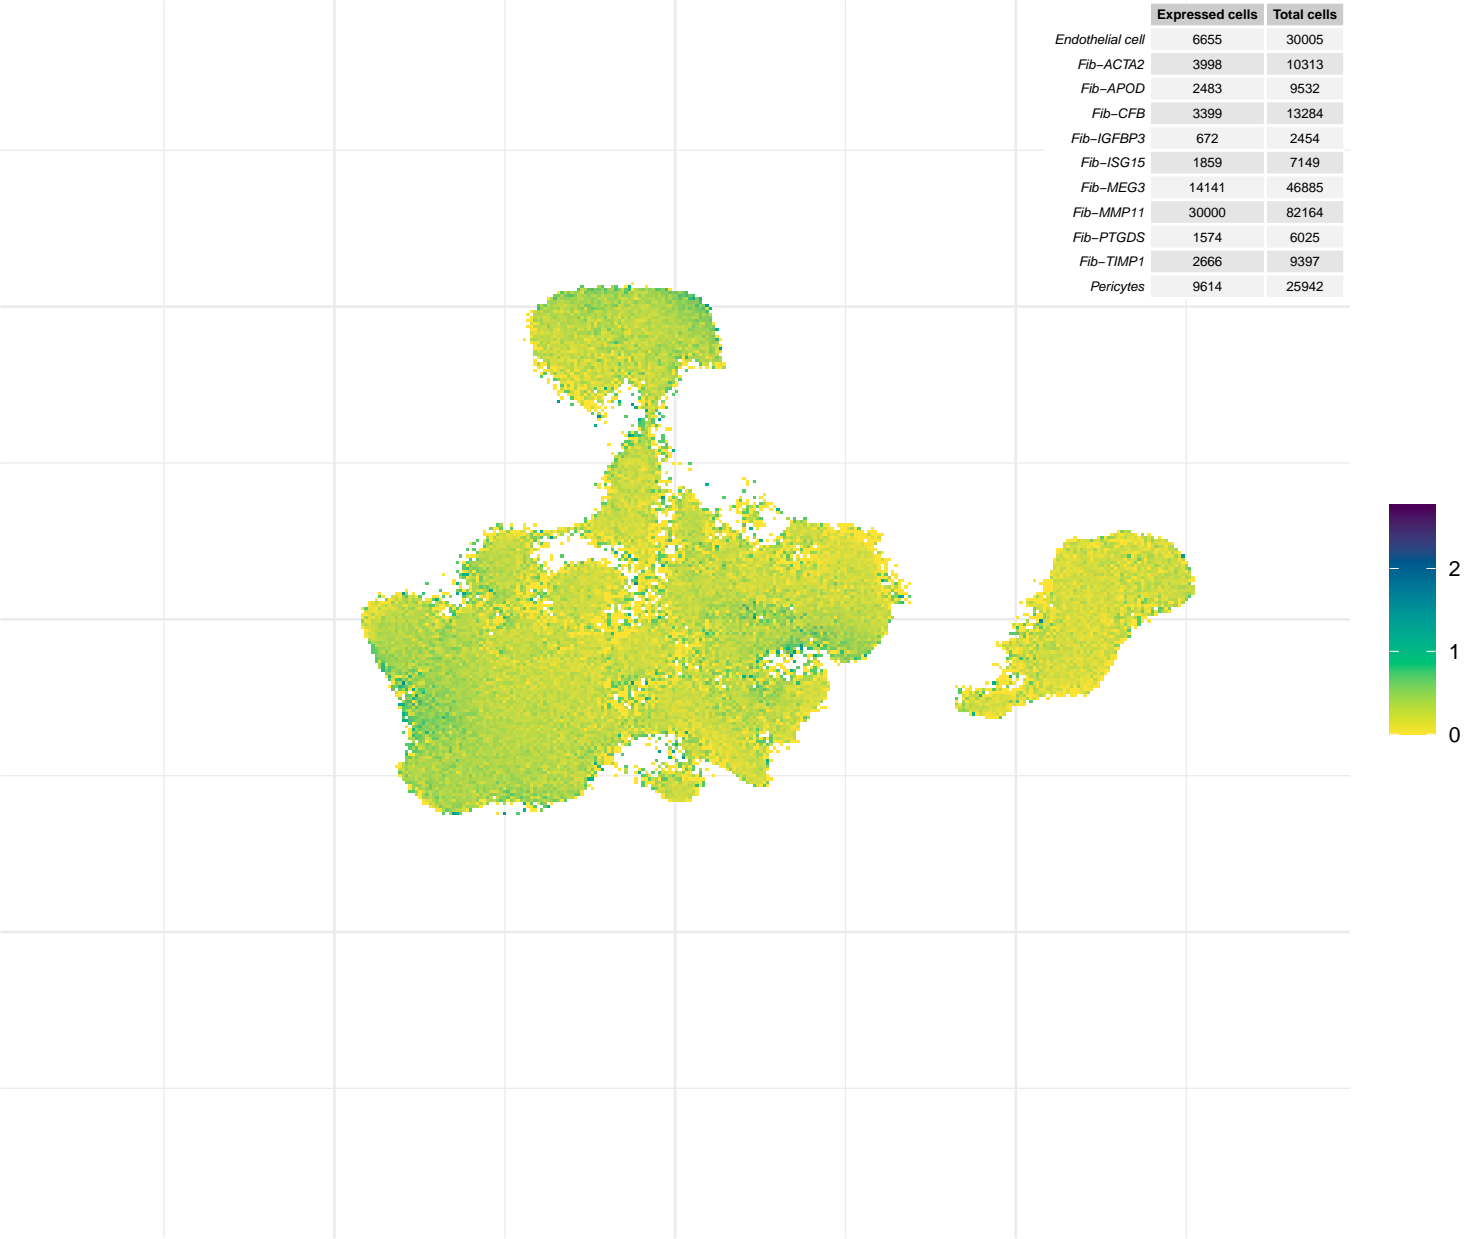 Expressed cells Total cells
Endothelial cell 6655 30005
Fib−ACTA2 3998 10313
Fib−APOD 2483 9532
Fib−CFB 3399 13284
Fib−IGFBP3 672 2454
Fib−ISG15 1859 7149
Fib−MEG3 14141 46885
Fib−MMP11 30000 82164
Fib−PTGDS 1574 6025
Fib−TIMP1 2666 9397
Pericytes 9614 25942
2
1
0